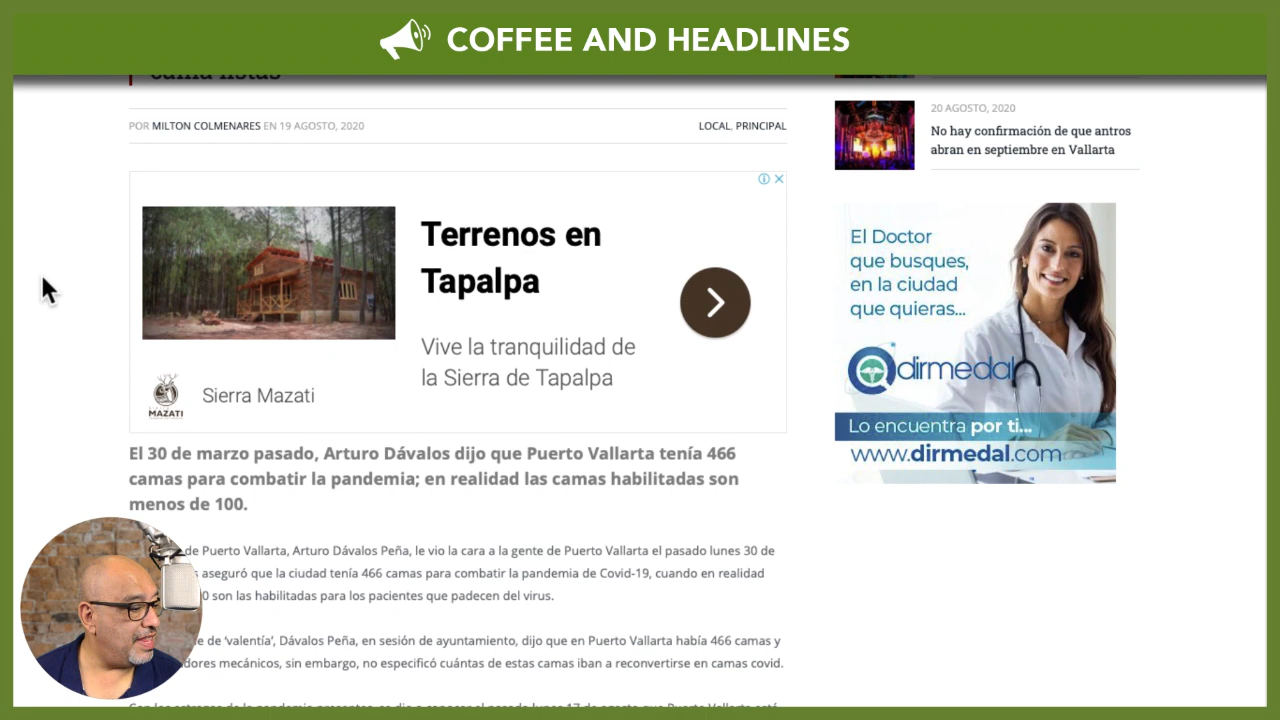 COFFEE AND HEADLINES
POR MILTON COLMENARES EN 19 AGOSTO, 2020
LOCAL, PRINCIPAL
Terrenos en
Tapalpa
Vive la tranquilidad de
la Sierra de Tapalpa
MAZATI
Sierra Mazati
El 30 de marzo pasado, Arturo Dávalos dijo que Puerto Vallarta tenía 466
camas para combatir la pandemia; en realidad las camas habilitadas son
menos de 100.
de Puerto Vallarta, Arturo Dávalos Peña, le vio la cara a la gente de Puerto Vallarta el pasado lunes 30 de
aseguró que la ciudad tenía 466 camas para combatir la pandemia de Covid-19, cuando en realidad
son las habilitadas para los pacientes que padecen del virus.
de 'valentía', Dávalos Peña, en sesión de ayuntamiento, dijo que en Puerto Vallarta había 466 camas y
mecánicos, sin embargo, no especificó cuántas de estas camas iban a reconvertirse en camas covid.
20 AGOSTO, 2020
No hay confirmación de que antros
abran en septiembre en Vallarta
El Doctor
que busques,
en la ciudad
que quieras...
dirmedal
Lo encuentra por ti...
www.dirmedal.com